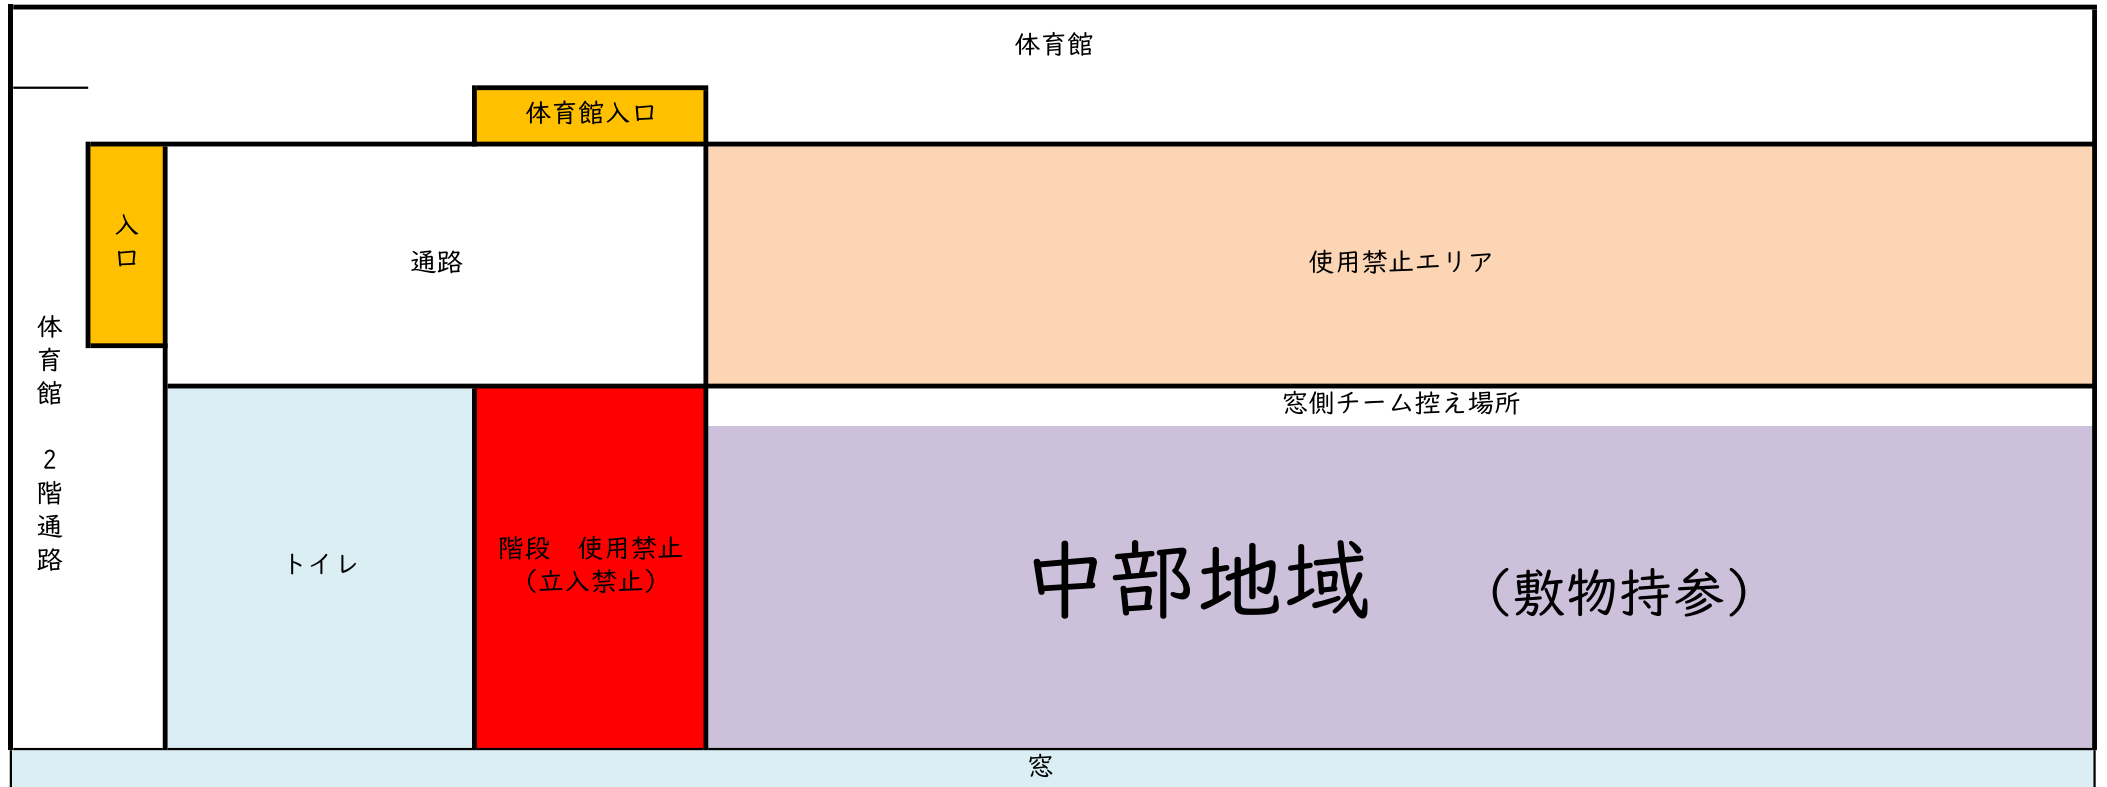 体育館
体育館入口
入口
通路
使用禁止エリア
体育館　2階通路
窓側チーム控え場所
トイレ
階段　使用禁止
（立入禁止）
中部地域　（敷物持参）
窓